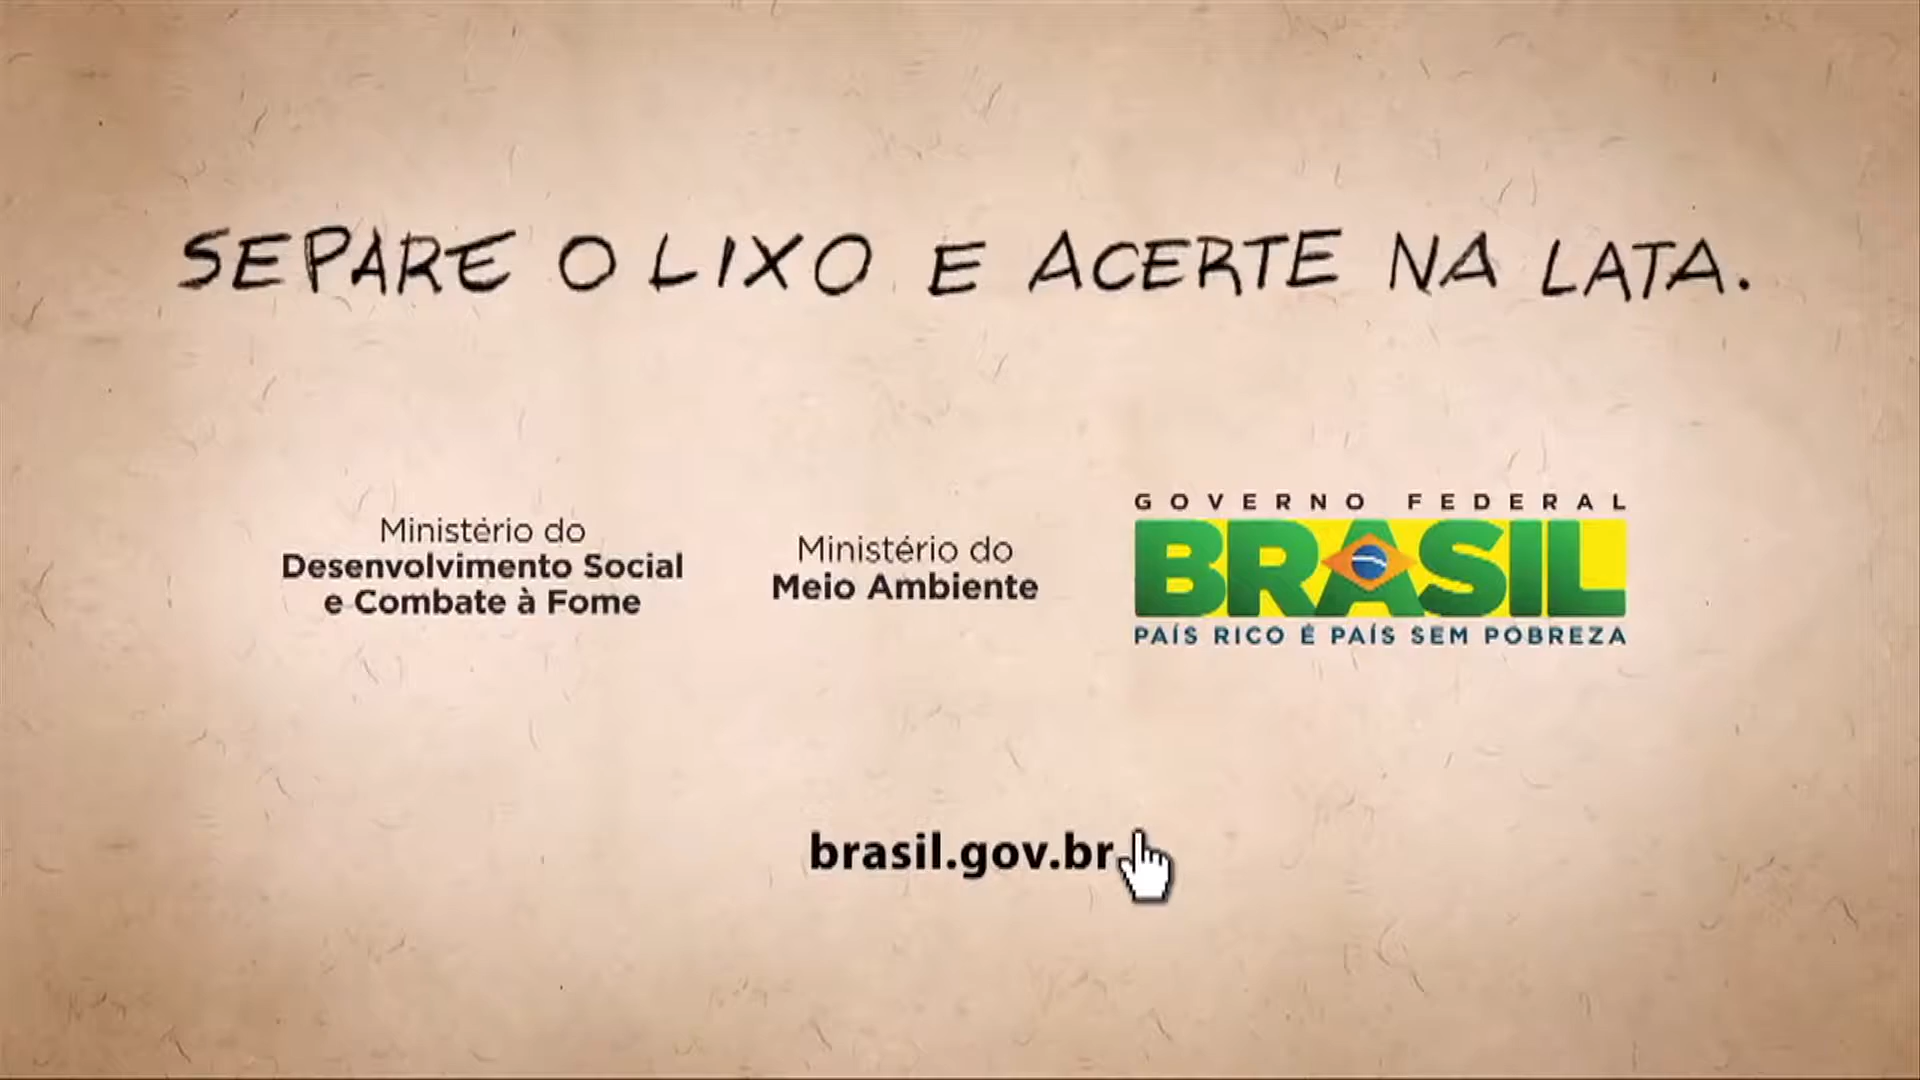 SEPARE O LIXO E ACERTE NA LATA.
Ministério do
Desenvolvimento Social
e Combate à Fome
Ministério do
Meio Ambiente
GOVERNO FEDERAL
BRASIL
PAÍS RICO É PAÍS SEM POBREZA
brasil.gov.br